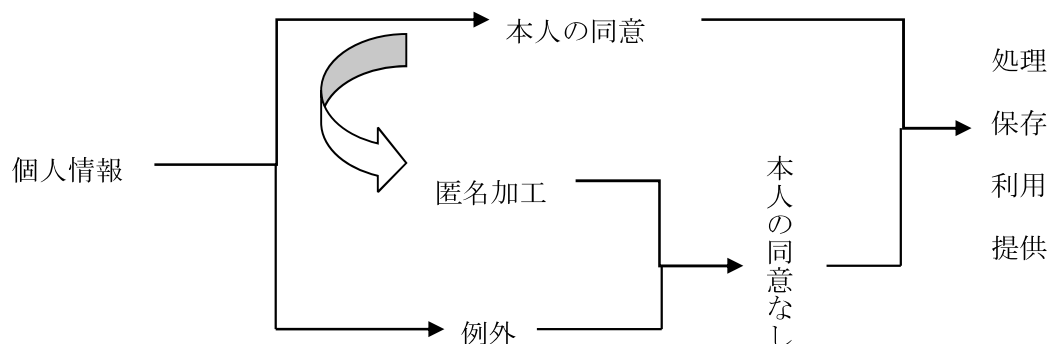 本人の同意
処理
保存
利用
提供
個人情報
匿名加工
本人の同意なし
例外